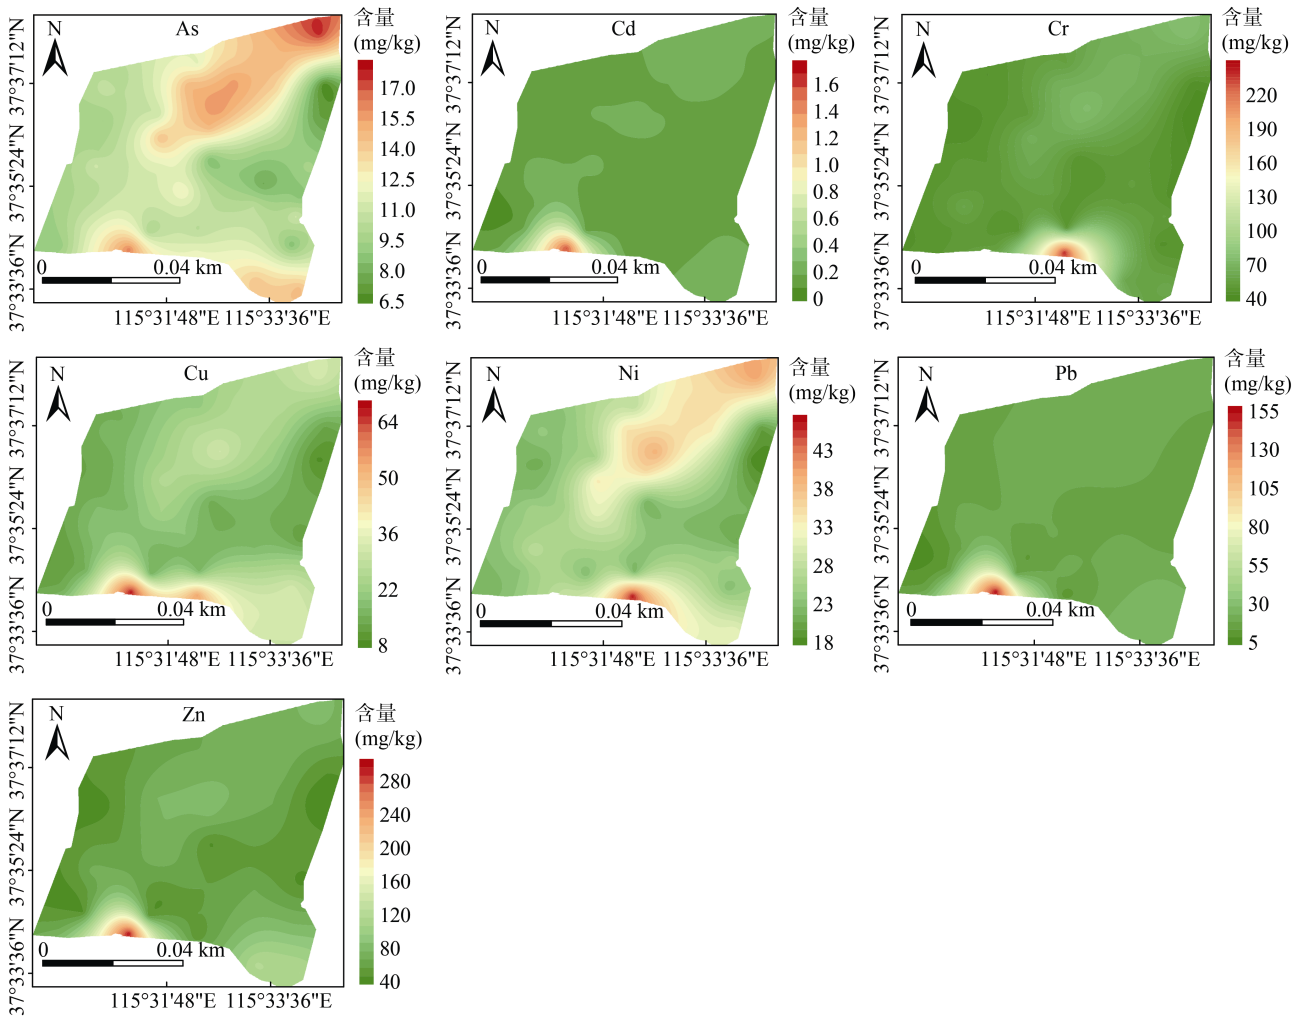 As
N
含量
(mg/kg)
17.0
15.5
14.0
12.5
11.0
9.5
8.0
6.5
37°37'12"N
37°35'24"N
37°33'36"N
0
0.04 km
115°31'48"E
115°33'36"E
Cd
N
含量
(mg/kg)
1.6
1.4
1.2
1.0
0.8
0.6
0.4
0.2
0
37°37'12"N
37°35'24"N
37°33'36"N
0
0.04 km
115°31'48"E
115°33'36"E
Cr
N
含量
(mg/kg)
220
190
160
130
100
70
40
37°37'12"N
37°35'24"N
37°33'36"N
0
0.04 km
115°31'48"E
115°33'36"E
Cu
N
含量
(mg/kg)
64
50
36
22
8
37°37'12"N
37°35'24"N
37°33'36"N
0
0.04 km
115°31'48"E
115°33'36"E
Ni
N
含量
(mg/kg)
43
38
33
28
23
18
37°37'12"N
37°35'24"N
37°33'36"N
0
0.04 km
115°31'48"E
115°33'36"E
Pb
N
含量
(mg/kg)
155
130
105
80
55
30
5
37°37'12"N
37°35'24"N
37°33'36"N
0
0.04 km
115°31'48"E
115°33'36"E
Zn
N
含量
(mg/kg)
280
240
200
160
120
80
40
37°37'12"N
37°35'24"N
37°33'36"N
0
0.04 km
115°31'48"E
115°33'36"E